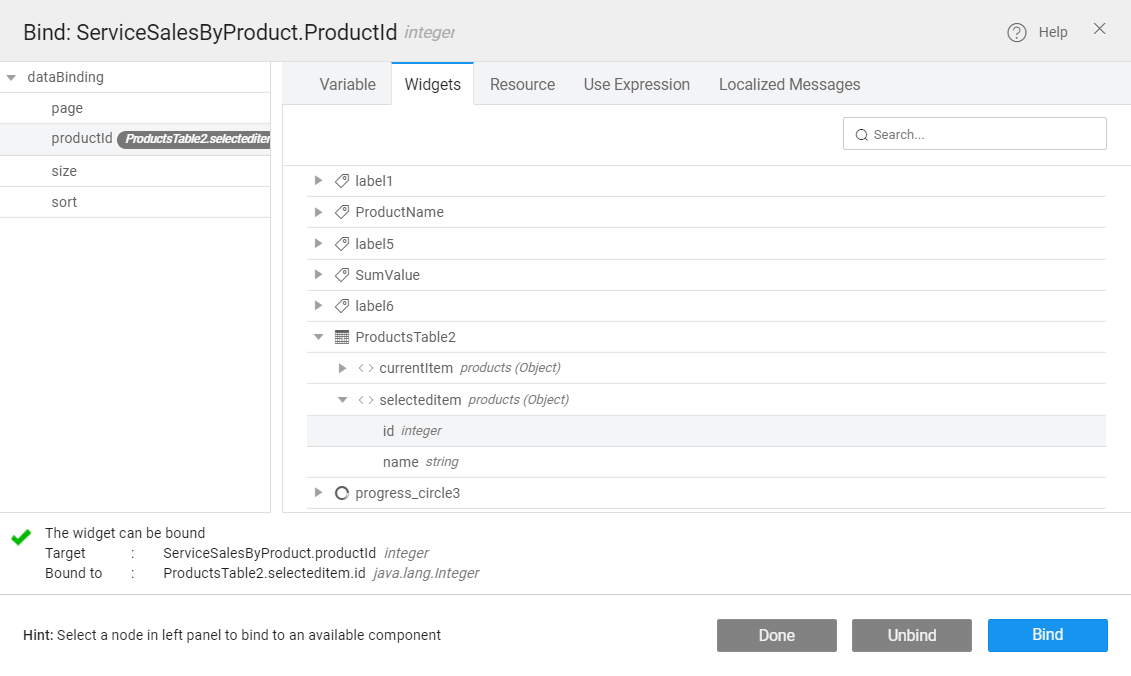 Bind: ServiceSalesByProduct.ProductId integer
Help
dataBinding
page
productId ProductsTable2.selecteditem
size
sort
Variable
Widgets
Resource
Use Expression
Localized Messages
Search...
label1
ProductName
label5
SumValue
label6
ProductsTable2
currentItem products (Object)
selecteditem products (Object)
id integer
name string
progress_circle3
The widget can be bound
Target : ServiceSalesByProduct.productId integer
Bound to : ProductsTable2.selecteditem.id java.lang.Integer
Hint: Select a node in left panel to bind to an available component
Done
Unbind
Bind